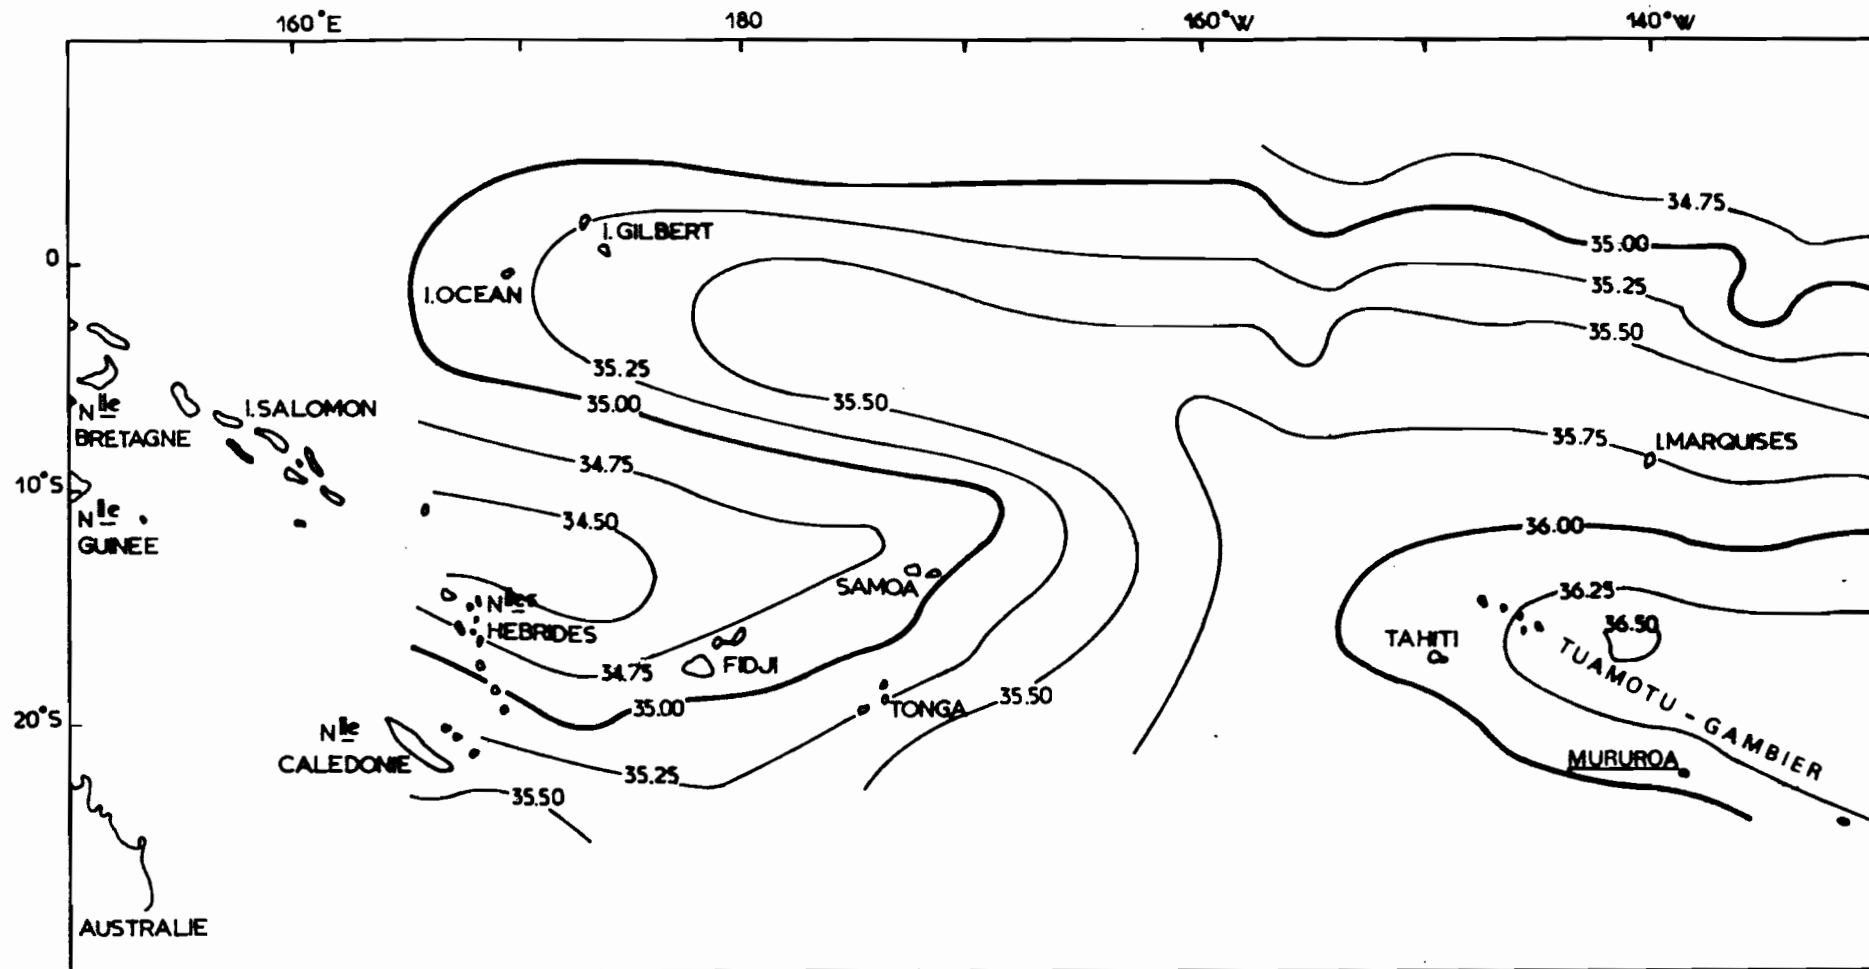 160°E 180 160°W 140°W
34.75
I.GILBERT
35.00
0
35.25
I.OCEAN
35.50
35.25
35.50
35.00
I.SALOMON
Nlle
BRETAGNE
35.75
I.MARQUISES
34.75
10°S
Nlle
GUINEE
34.50
36.00
SAMOA
36.25
Nlles
HEBRIDES
36.50
TAHITI
FIDJI
34.75
TUAMOTU - GAMBIER
35.50
35.00
TONGA
20°S
Nlle
CALEDONIE
MURUROA
35.25
35.50
AUSTRALIE